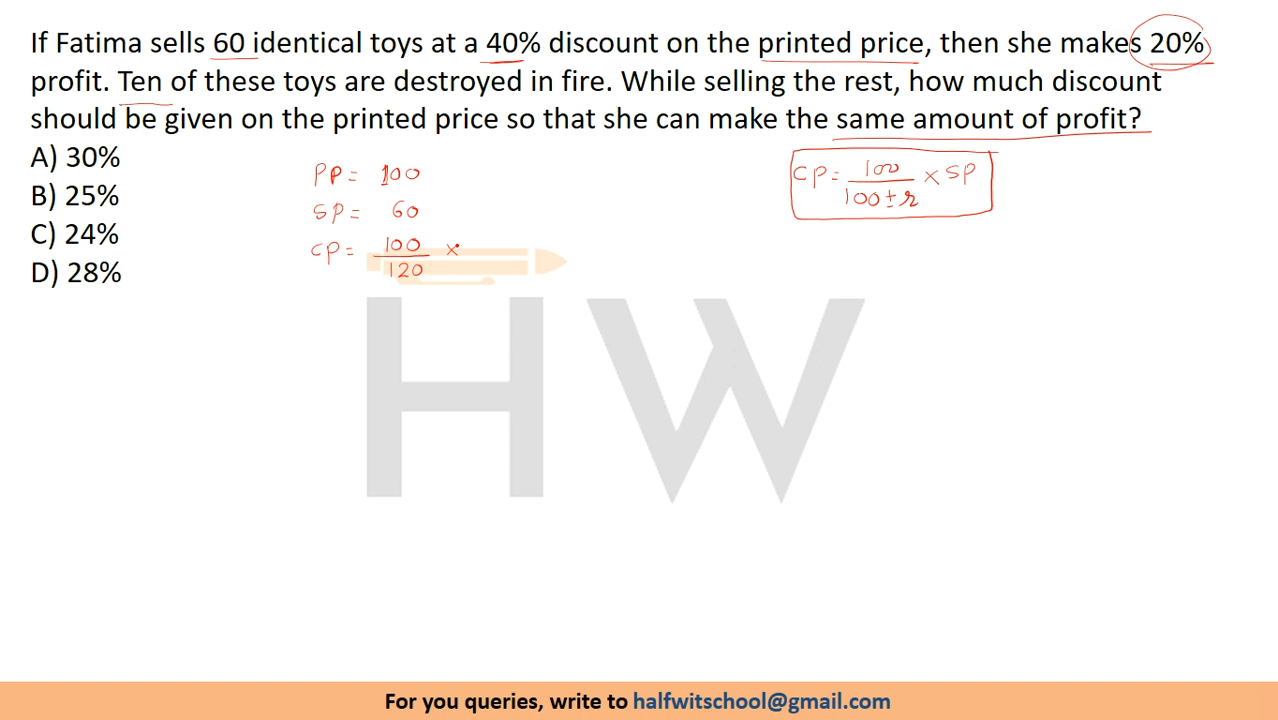 If Fatima sells 60 identical toys at a 40% discount on the printed price, then she makes 20%
profit. Ten of these toys are destroyed in fire. While selling the rest, how much discount
should be given on the printed price so that she can make the same amount of profit?
A) 30%
B) 25%
C) 24%
D) 28%
PP = 100
SP = 60
CP = 100/120 ×
CP = 100/100±r × SP
HW
For you queries, write to halfwitschool@gmail.com